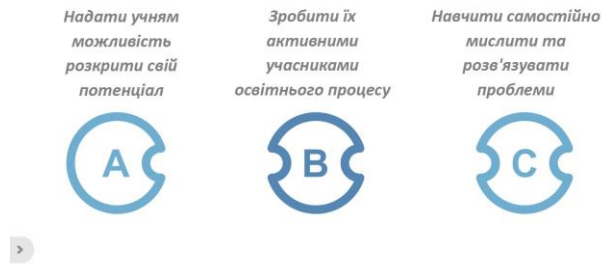 Надати учням
можливість
розкрити свій
потенціал
Зробити їх
активними
учасниками
освітнього процесу
Навчити самостійно
мислити та
розв'язувати
проблеми
A
B
C